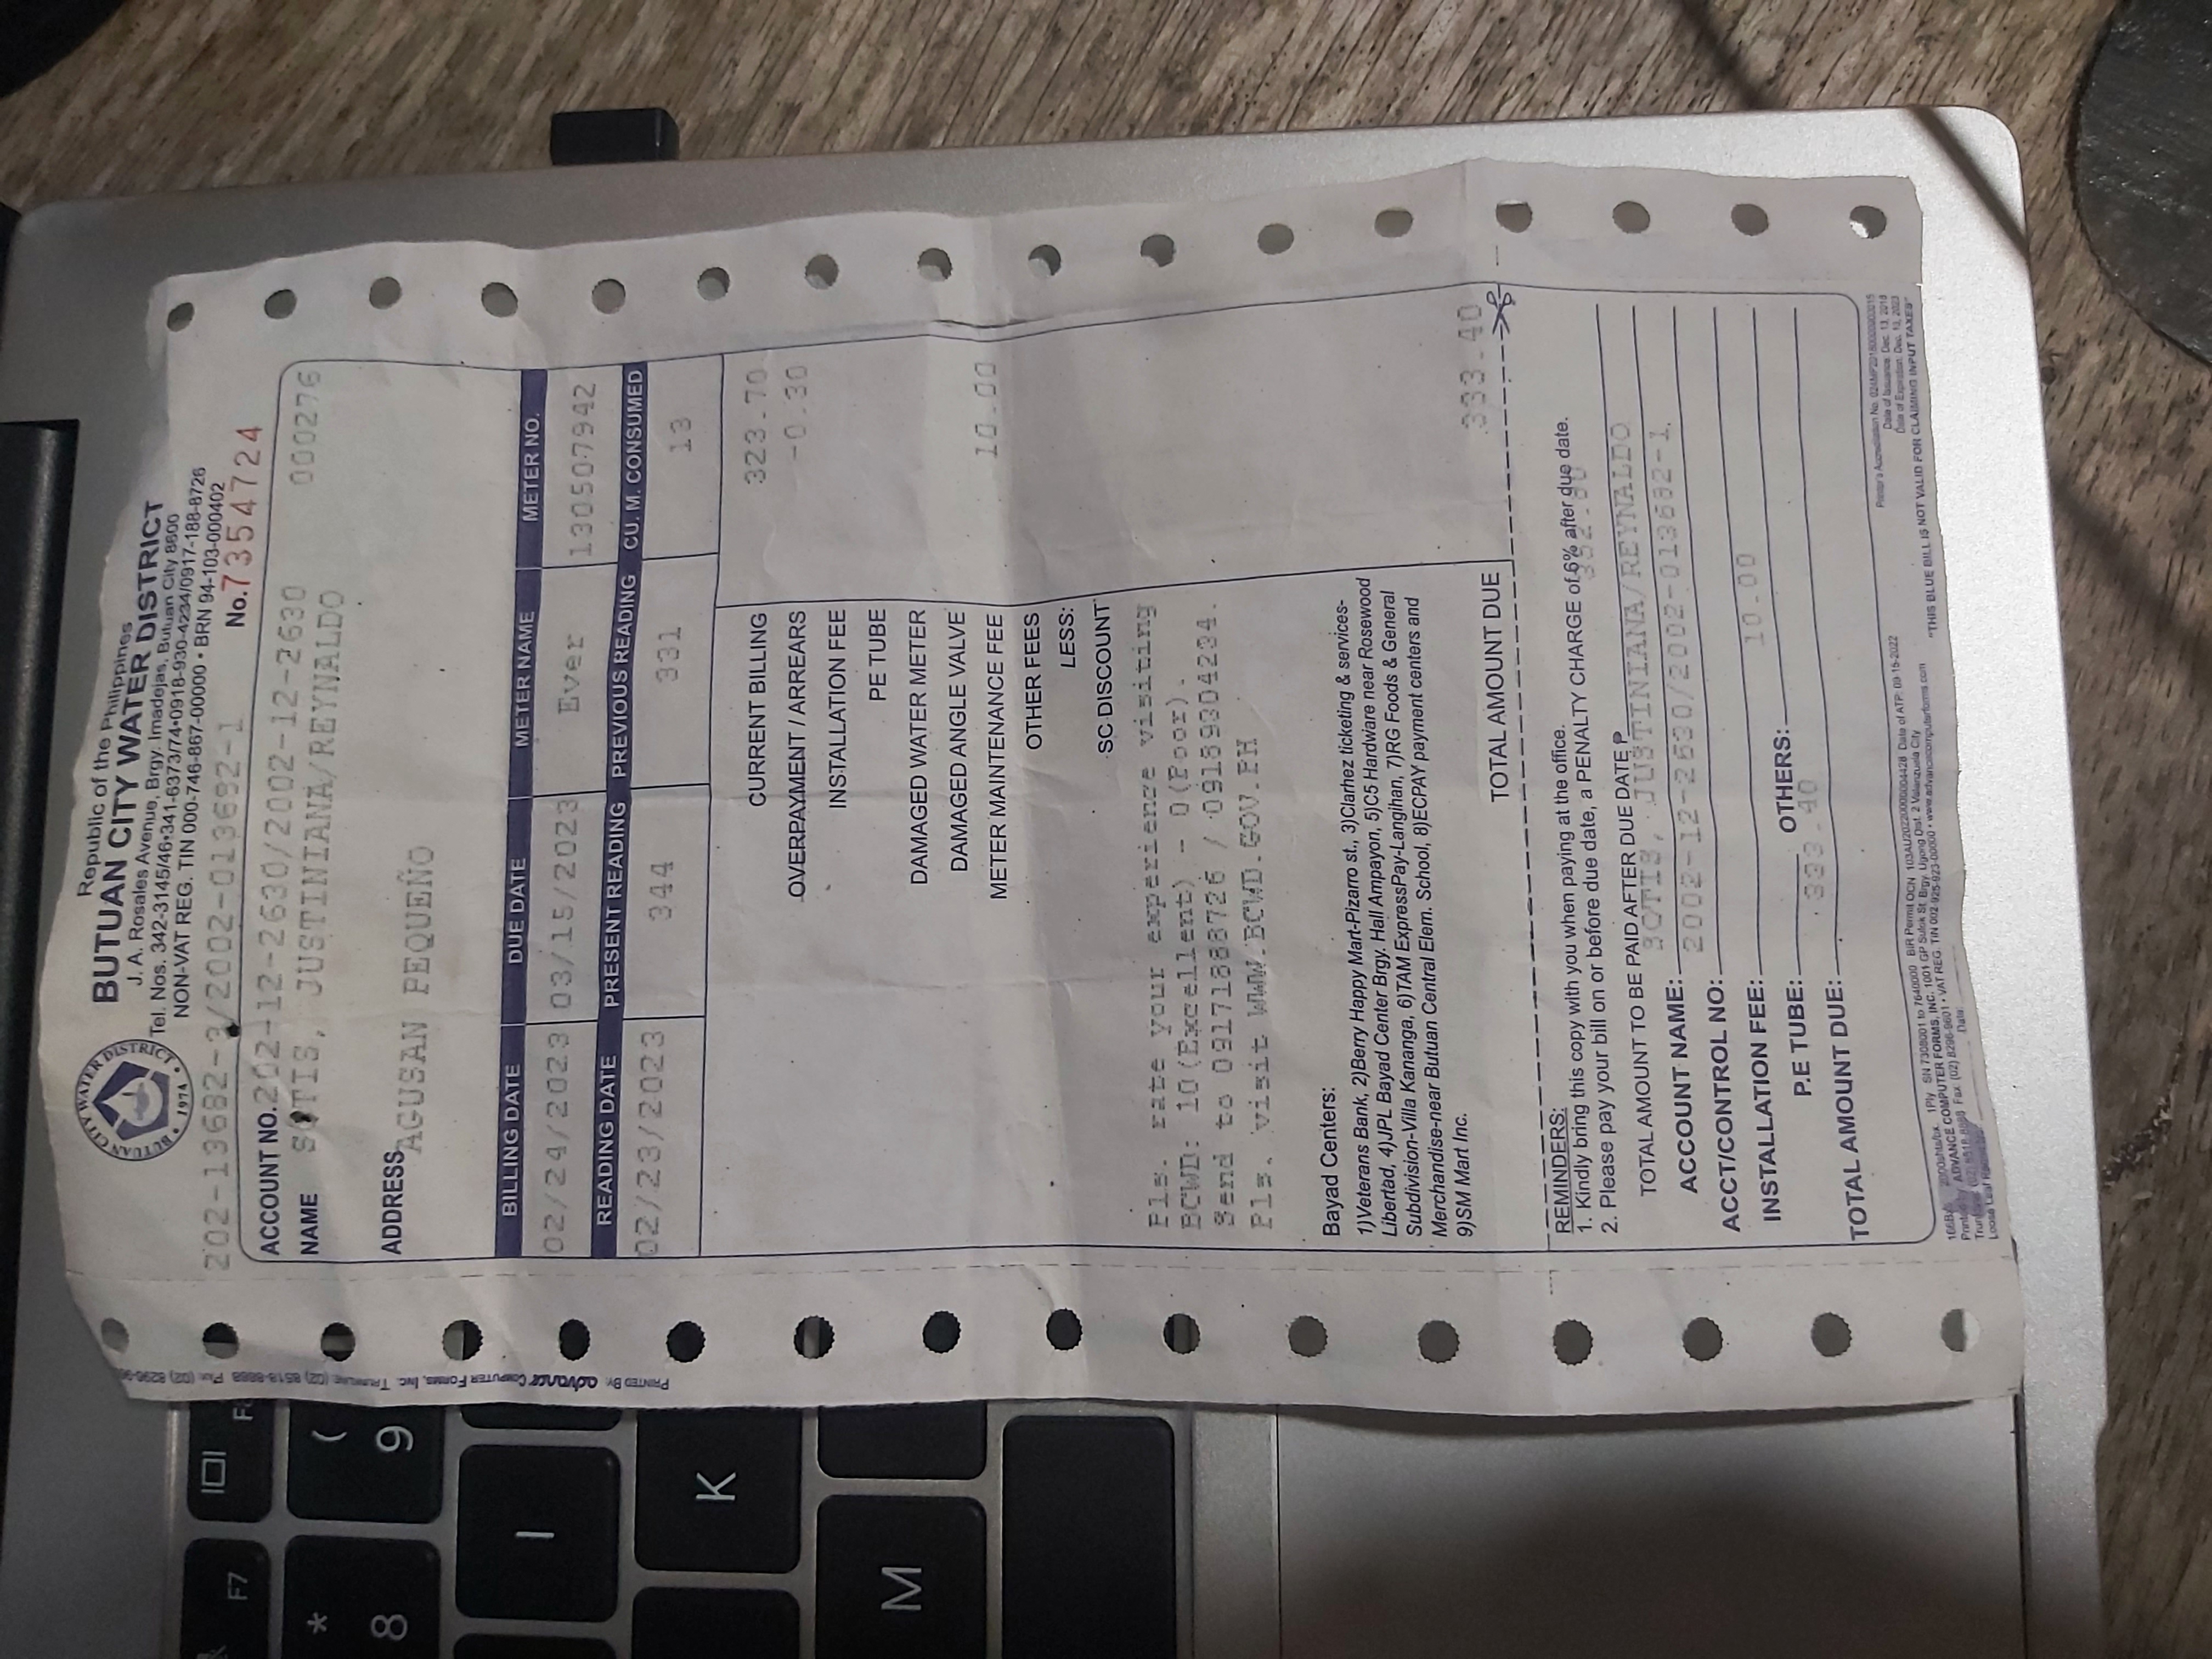 F7
*
8
(
9
I
K
M
BUTUAN CITY WATER DISTRICT
• 1974 •
Republic of the Philippines
BUTUAN CITY WATER DISTRICT
J. A. Rosales Avenue, Brgy. Imadejas, Butuan City 8600
Tel. Nos. 342-3145/46•341-6373/74•0918-930-4234/0917-188-8726
NON-VAT REG. TIN 000-746-867-00000 • BRN 94-103-000402
202-13682-3/2002-013682-1
No.7354724
ACCOUNT NO. 202-12-2630/2002-12-2630 000276
NAME SOTIS, JUSTINIANA/REYNALDO
ADDRESS AGUSAN PEQUEÑO
BILLING DATE DUE DATE METER NAME METER NO.
02/24/2023 03/15/2023 Ever 130507942
READING DATE PRESENT READING PREVIOUS READING CU. M. CONSUMED
02/23/2023 344 331 13
CURRENT BILLING 323.70
OVERPAYMENT / ARREARS -0.30
INSTALLATION FEE
PE TUBE
DAMAGED WATER METER
DAMAGED ANGLE VALVE
METER MAINTENANCE FEE 10.00
OTHER FEES
LESS:
SC DISCOUNT
Pls. rate your experience visiting
BCWD: 10(Excellent) - 0(Poor).
Send to 09171888726 / 09189304234.
Pls. visit WWW.BCWD.GOV.PH
Bayad Centers:
1)Veterans Bank, 2)Berry Happy Mart-Pizarro st., 3)Clarhez ticketing & services-
Libertad, 4)JPL Bayad Center Brgy. Hall Ampayon, 5)C5 Hardware near Rosewood
Subdivision-Villa Kananga, 6)TAM ExpressPay-Langihan, 7)RG Foods & General
Merchandise-near Butuan Central Elem. School, 8)ECPAY payment centers and
9)SM Mart Inc.
TOTAL AMOUNT DUE 333.40
REMINDERS:
1. Kindly bring this copy with you when paying at the office.
2. Please pay your bill on or before due date, a PENALTY CHARGE of 6% after due date.
TOTAL AMOUNT TO BE PAID AFTER DUE DATE ₱
ACCOUNT NAME: SOTIS, JUSTINIANA/REYNALDO
ACCT/CONTROL NO: 2002-12-2630/2002-013682-1
INSTALLATION FEE:
P.E TUBE: OTHERS: 10.00
TOTAL AMOUNT DUE: 333.40
Printer's Accreditation No.
Date of Issuance: Dec. 13, 2018
Date of Expiration: Dec. 13, 2023
"THIS BLUE BILL IS NOT VALID FOR CLAIMING INPUT TAXES"
2000shts/bx. 1Ply SN 7308001 to 7640000 BIR Permit OCN 103AU20220000004428 Date of ATP: 09-15-2022
ADVANCE COMPUTER FORMS, INC. 1001 GP Sulok St. Brgy. Ugong Dist. 2 Valenzuela City
(02) 8518-8888 Fax: (02) 8296-9601 • VAT REG. TIN 002-925-923-00000 • www.advancecomputerforms.com
Loose Leaf Date:
PRINTED BY: advance COMPUTER FORMS, INC. TRUNKLINE: (02) 8518-8888 Fax: (02)